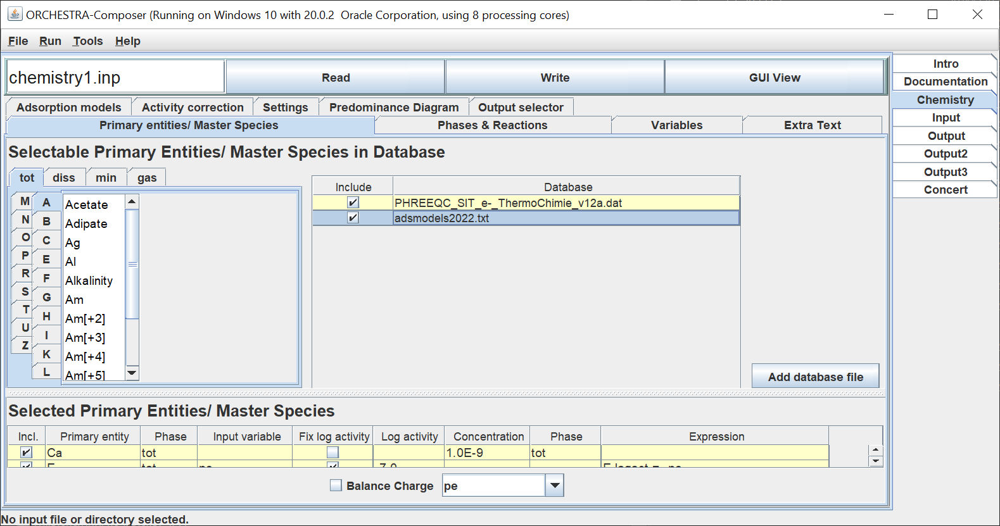 ORCHESTRA-Composer (Running on Windows 10 with 20.0.2  Oracle Corporation, using 8 processing cores)
File Run Tools Help
chemistry1.inp Read Write GUI View
Adsorption models Activity correction Settings Predominance Diagram Output selector
Primary entities/ Master Species Phases & Reactions Variables Extra Text
Selectable Primary Entities/ Master Species in Database
tot diss min gas
M
N
O
P
R
S
T
U
Z
A
B
C
E
F
G
H
I
K
L
Acetate
Adipate
Ag
Al
Alkalinity
Am
Am[+2]
Am[+3]
Am[+4]
Am[+5]
Include Database
PHREEQC_SIT_e-_ThermoChimie_v12a.dat
adsmodels2022.txt
Add database file
Selected Primary Entities/ Master Species
Incl. Primary entity Phase Input variable Fix log activity Log activity Concentration Phase Expression
Ca tot 1.0E-9 tot
Balance Charge pe
No input file or directory selected.
Intro
Documentation
Chemistry
Input
Output
Output2
Output3
Concert